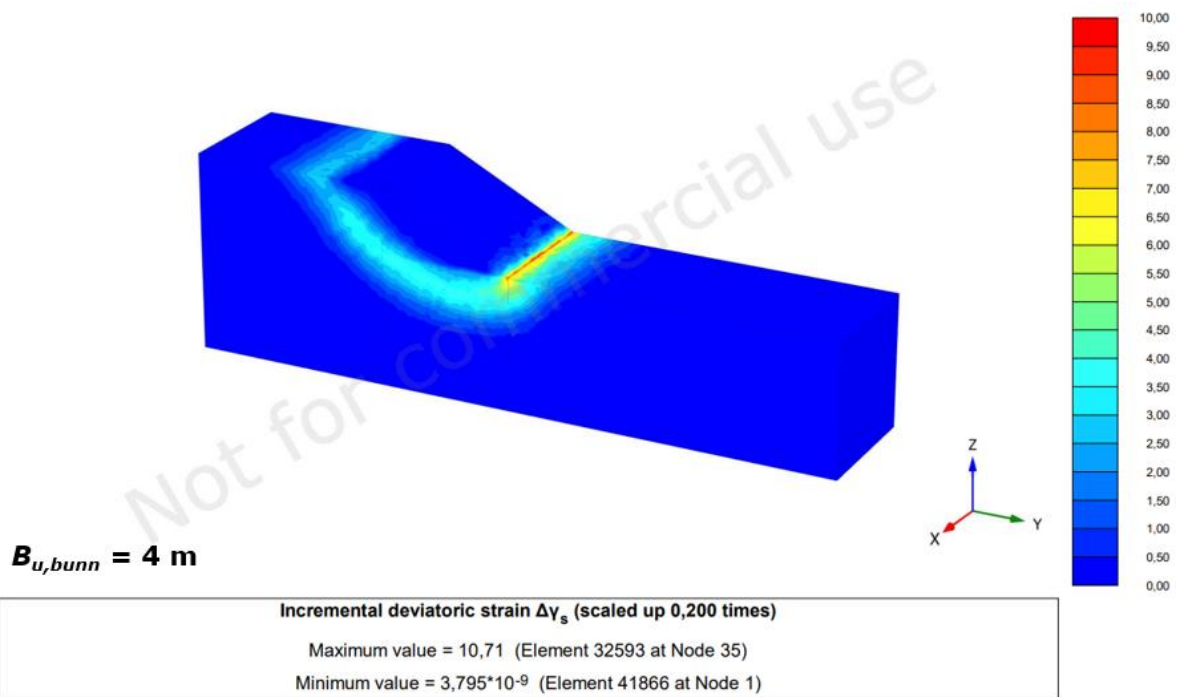 10,00
9,50
9,00
8,50
8,00
7,50
7,00
6,50
6,00
5,50
5,00
4,50
4,00
3,50
3,00
2,50
2,00
1,50
1,00
0,50
0,00
Not for commercial use
Z
Y
X
B_{u,bunn} = 4 m
Incremental deviatoric strain Δγ_s (scaled up 0,200 times)
Maximum value = 10,71 (Element 32593 at Node 35)
Minimum value = 3,795*10^{-9} (Element 41866 at Node 1)